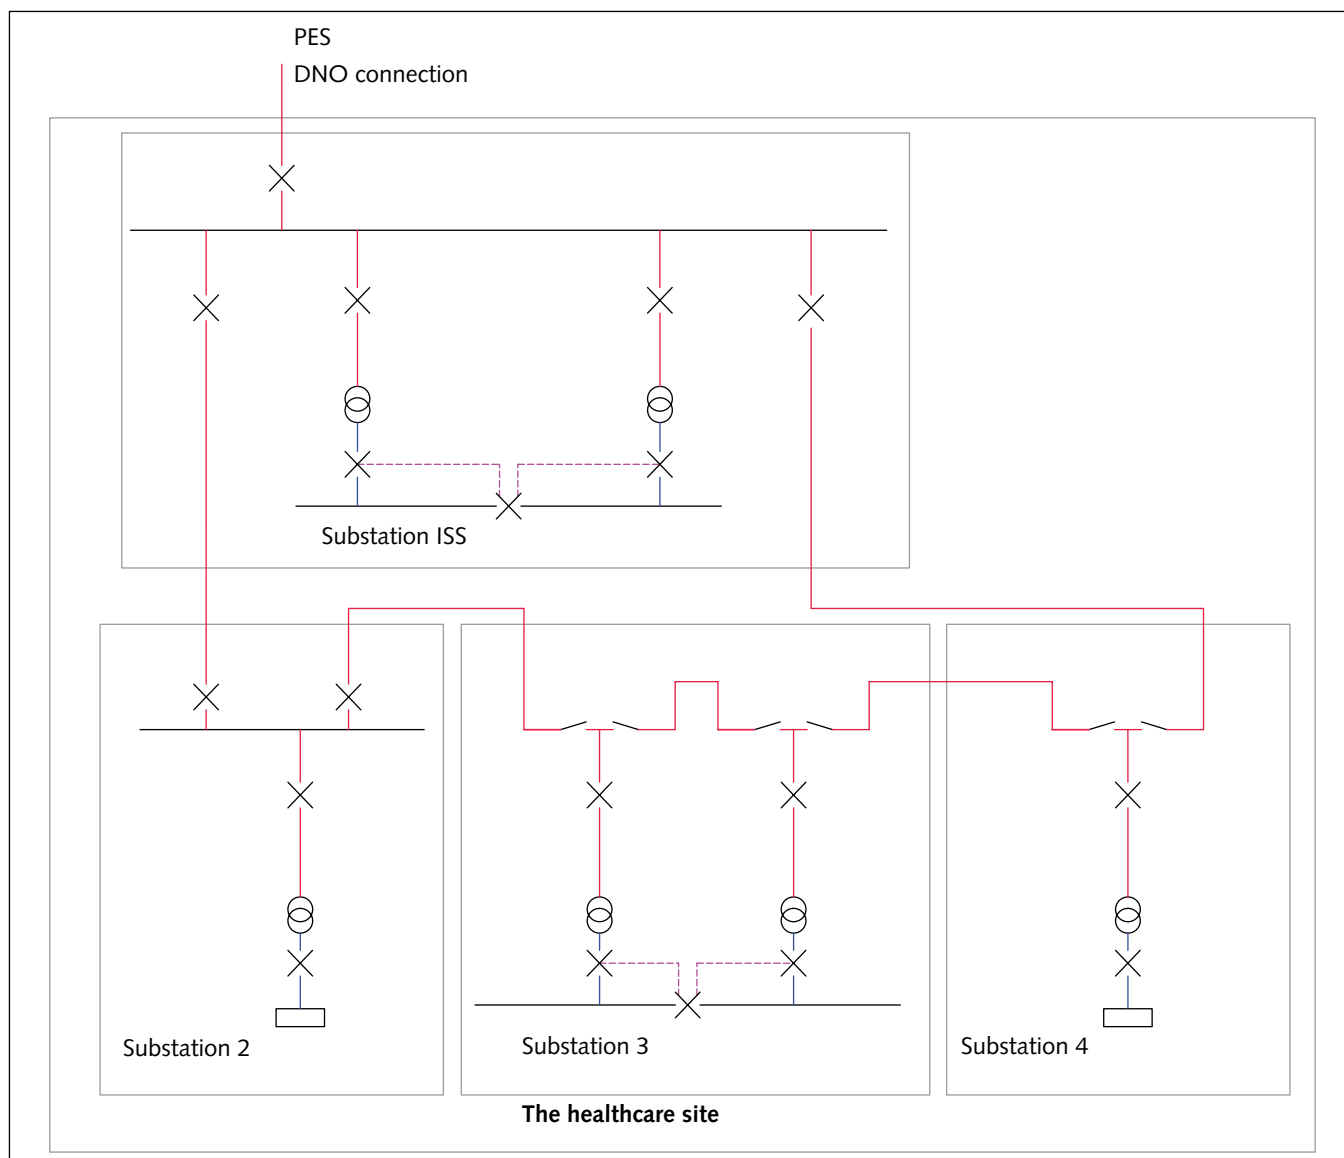 PES
DNO connection
Substation ISS
Substation 2
Substation 3
Substation 4
The healthcare site